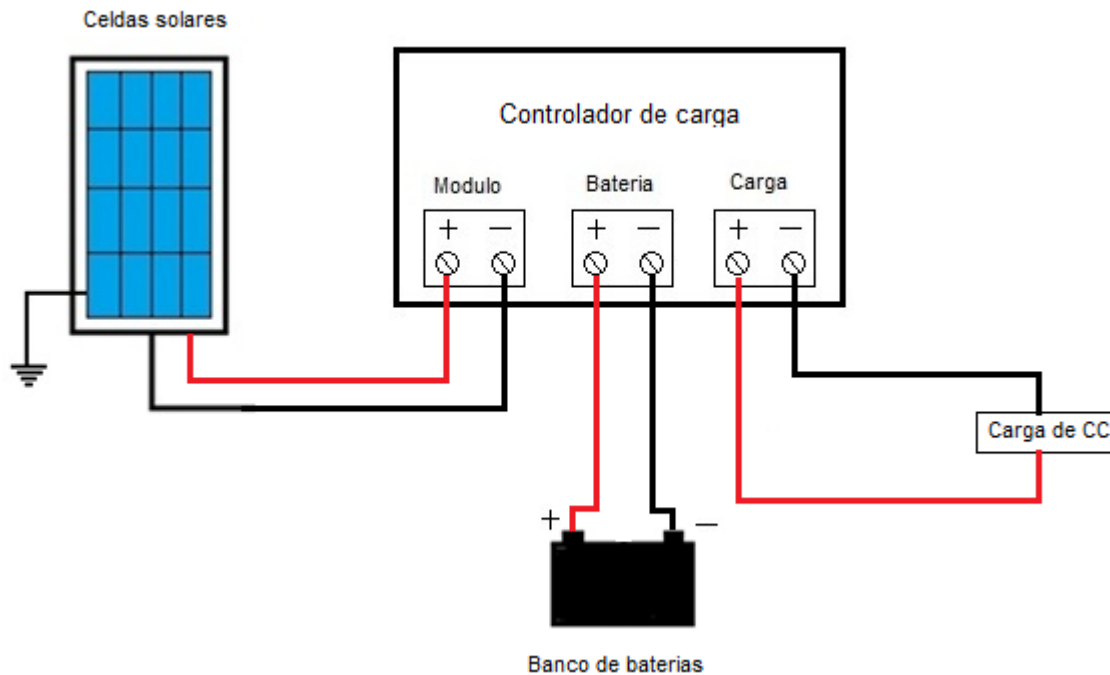 Celdas solares
Controlador de carga
Modulo
Bateria
Carga
+ —
+ —
+ —
Carga de CC
+ —
Banco de baterias